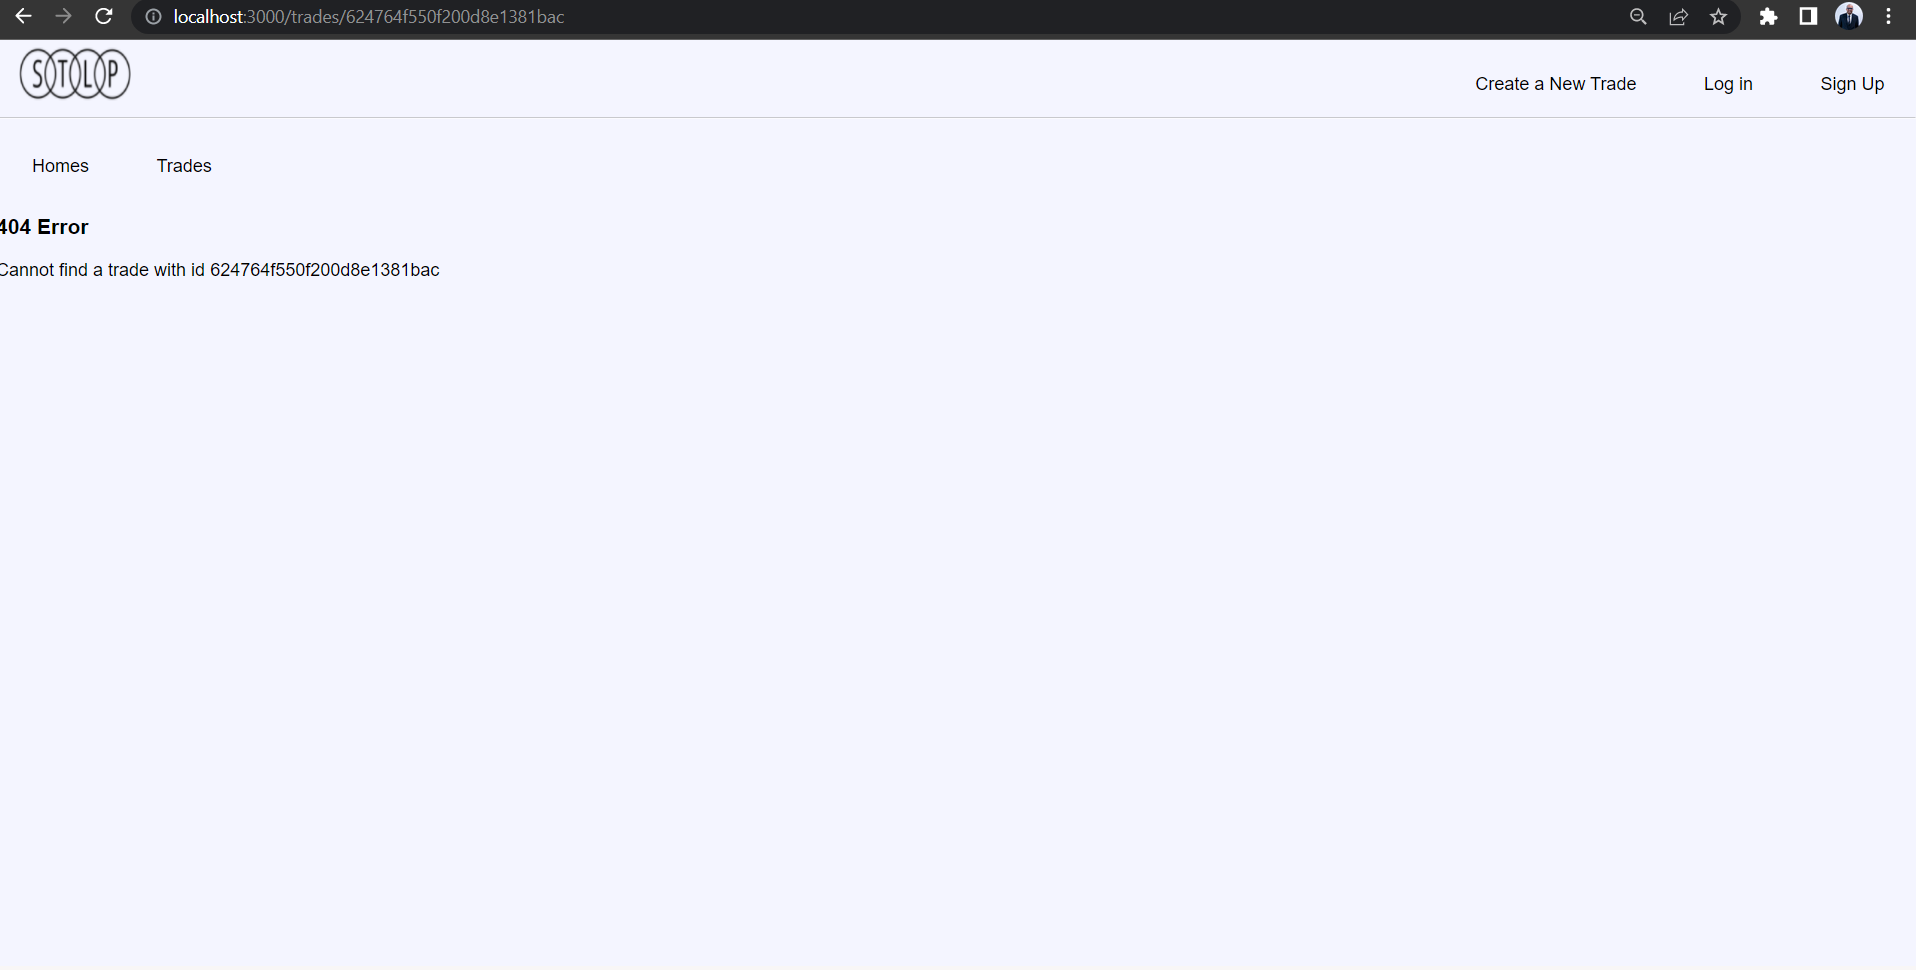 localhost:3000/trades/624764f550f200d8e1381bac
STLP
Create a New Trade
Log in
Sign Up
Homes
Trades
404 Error
Cannot find a trade with id 624764f550f200d8e1381bac